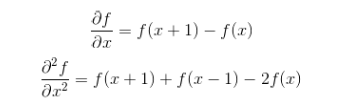 ∂f/∂x = f(x + 1) − f(x)
∂²f/∂x² = f(x + 1) + f(x − 1) − 2f(x)